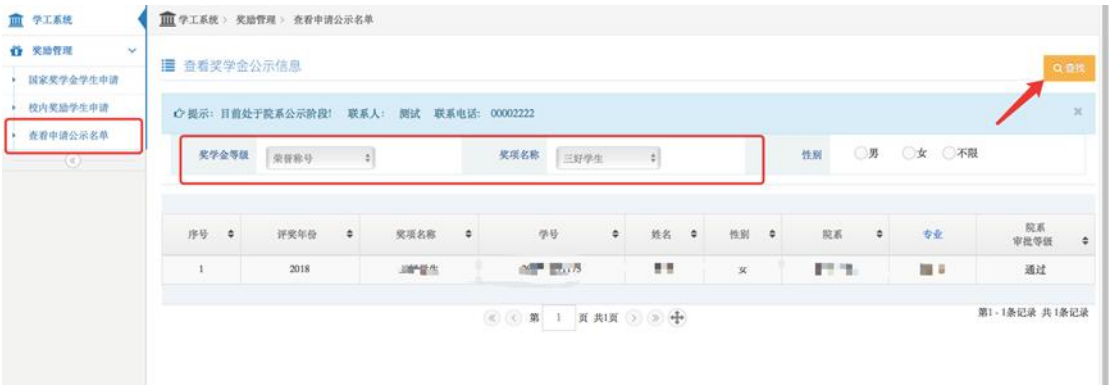 学工系统
学工系统 > 奖励管理 > 查看申请公示名单
奖励管理
国家奖学金学生申请
校内奖励学生申请
查看申请公示名单
查看奖学金公示信息
查找
提示：目前处于院系公示阶段! 联系人： 测试 联系电话： 00002222
奖学金等级 荣誉称号 奖项名称 三好学生 性别 男 女 不限
序号 评奖年份 奖项名称 学号 姓名 性别 院系 专业 院系审批等级
1 2018 女 通过
第 1 页 共1页
第1 - 1条记录 共 1条记录